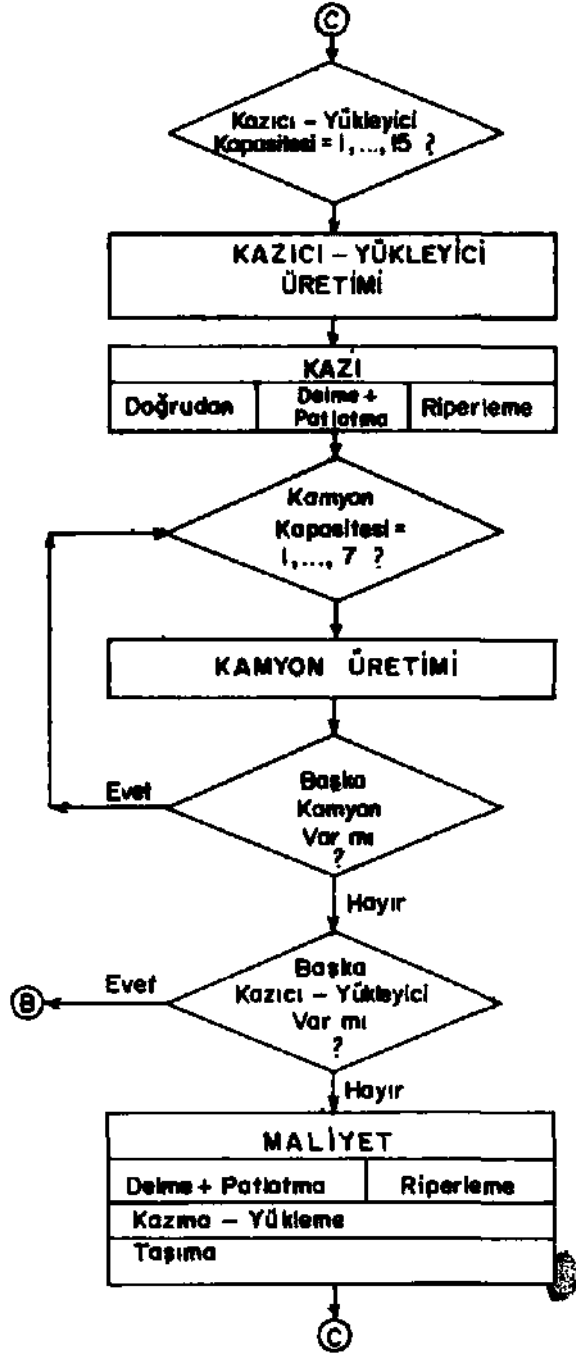 C
Kazıcı - Yükleyici
Kapasitesi = 1, ..., 15 ?
KAZICI - YÜKLEYİCİ
ÜRETİMİ
KAZI
Doğrudan
Delme +
Patlatma
Riperleme
Kamyon
Kapasitesi =
1, ..., 7 ?
KAMYON ÜRETİMİ
Başka
Kamyon
Var mı
?
Evet
Hayır
Başka
Kazıcı - Yükleyici
Var mı
?
Evet
B
Hayır
MALİYET
Delme + Patlatma
Riperleme
Kazma - Yükleme
Taşıma
C